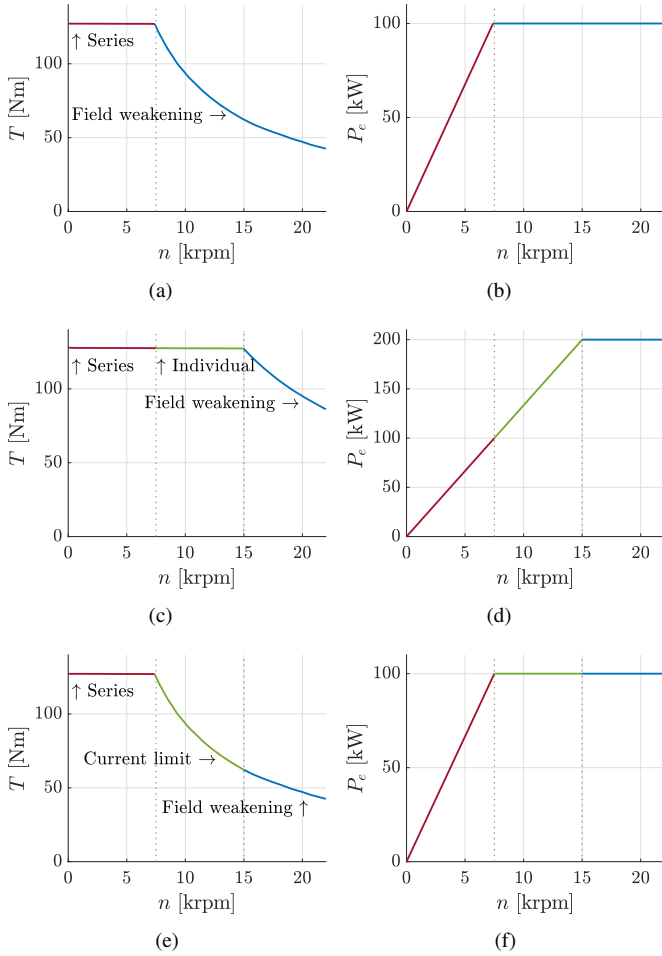 100
50
0
T [Nm]
↑ Series
Field weakening →
0 5 10 15 20
n [krpm]
(a)
100
50
0
P_e [kW]
0 5 10 15 20
n [krpm]
(b)
100
50
0
T [Nm]
↑ Series ↑ Individual
Field weakening →
0 5 10 15 20
n [krpm]
(c)
200
150
100
50
0
P_e [kW]
0 5 10 15 20
n [krpm]
(d)
100
50
0
T [Nm]
↑ Series
Current limit →
Field weakening ↑
0 5 10 15 20
n [krpm]
(e)
100
50
0
P_e [kW]
0 5 10 15 20
n [krpm]
(f)